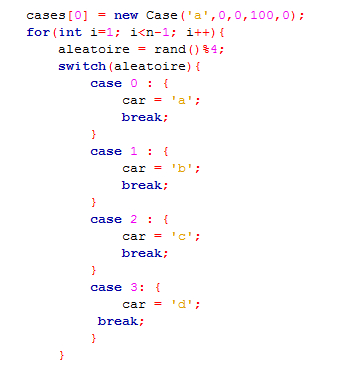 cases[0] = new Case('a',0,0,100,0);
for(int i=1; i<n-1; i++){
aleatoire = rand()%4;
switch(aleatoire){
case 0 : {
car = 'a';
break;
}
case 1 : {
car = 'b';
break;
}
case 2 : {
car = 'c';
break;
}
case 3: {
car = 'd';
break;
}
}